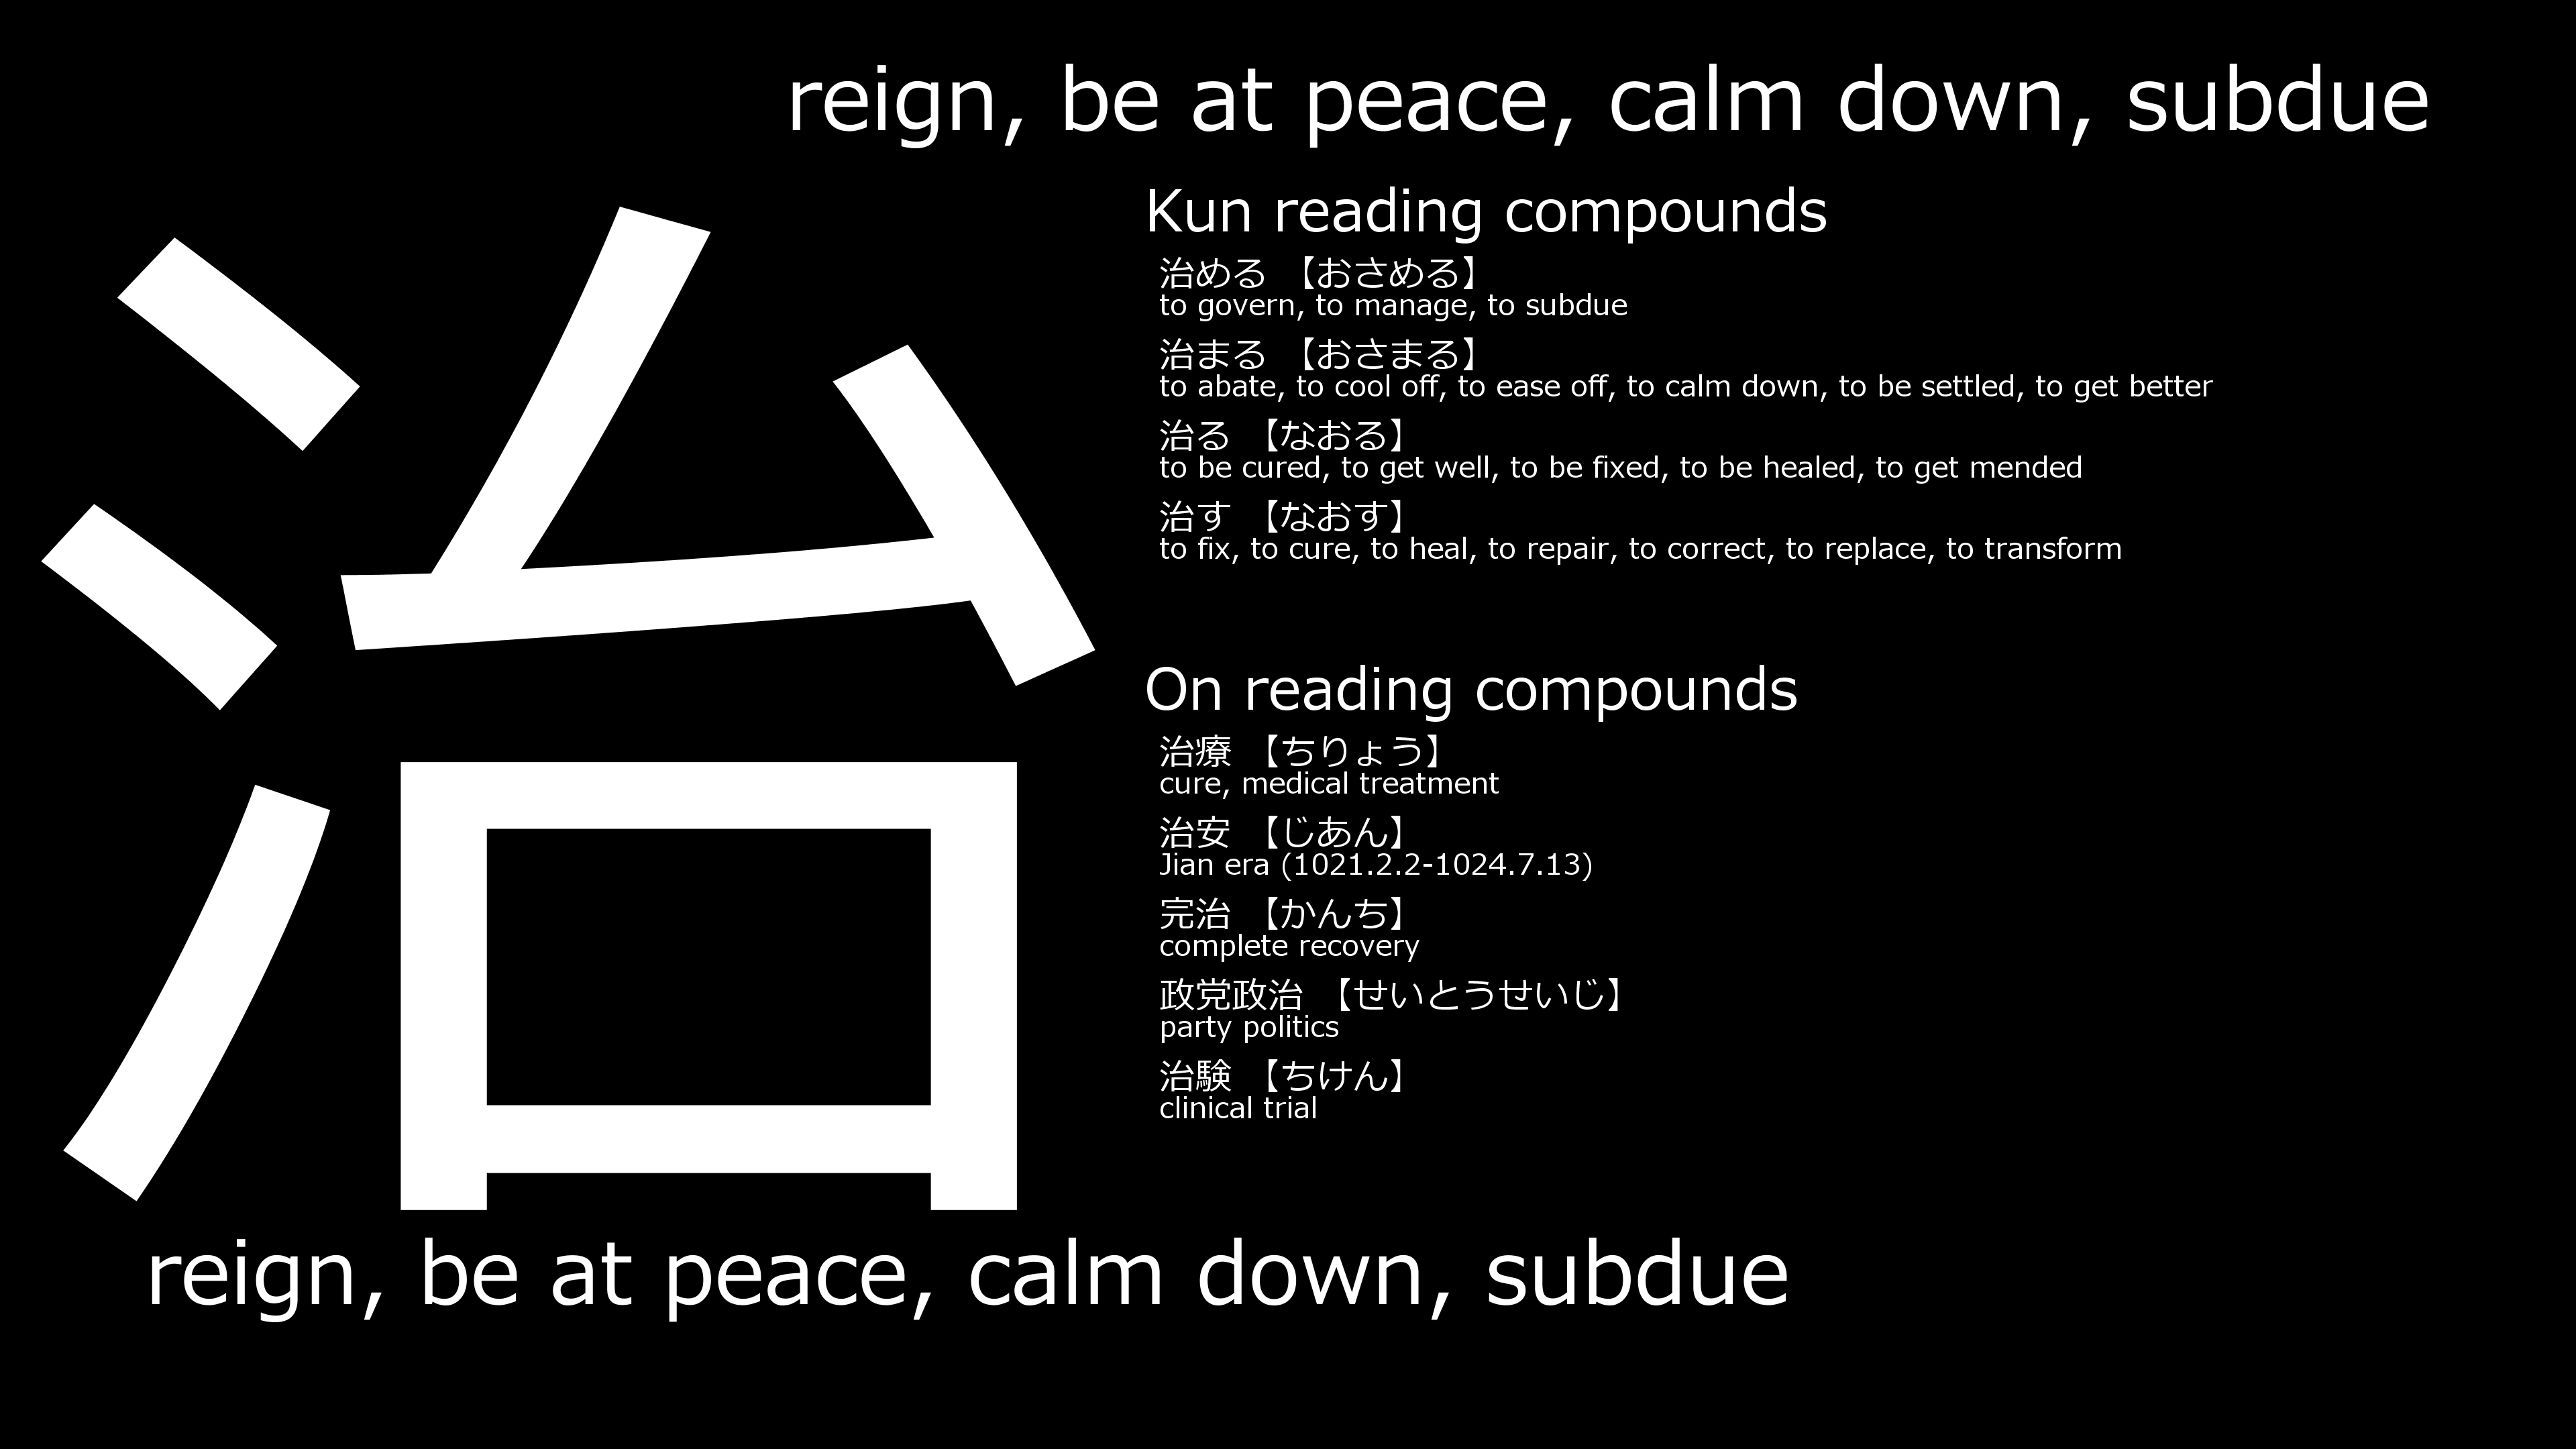 reign, be at peace, calm down, subdue
治
Kun reading compounds
治める 【おさめる】
to govern, to manage, to subdue
治まる 【おさまる】
to abate, to cool off, to ease off, to calm down, to be settled, to get better
治る 【なおる】
to be cured, to get well, to be fixed, to be healed, to get mended
治す 【なおす】
to fix, to cure, to heal, to repair, to correct, to replace, to transform
On reading compounds
治療 【ちりょう】
cure, medical treatment
治安 【じあん】
Jian era (1021.2.2-1024.7.13)
完治 【かんち】
complete recovery
政党政治 【せいとうせいじ】
party politics
治験 【ちけん】
clinical trial
reign, be at peace, calm down, subdue